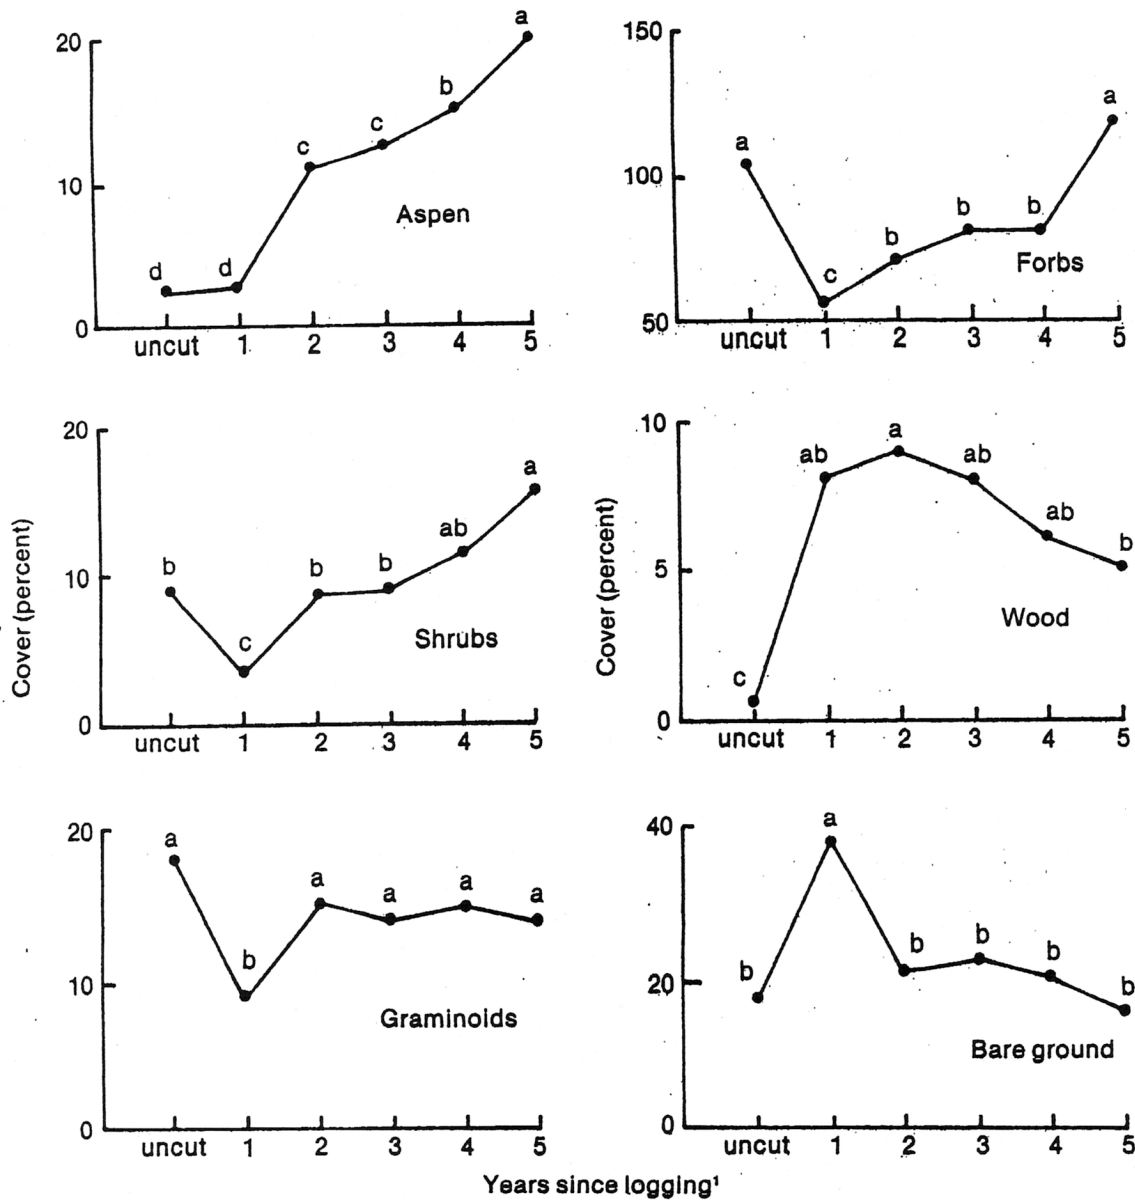 20
10
0
a
b
c
c
d
d
Aspen
uncut 1 2 3 4 5
150
100
50
a
a
b
b
b
c
Forbs
uncut 1 2 3 4 5
Cover (percent)
20
10
0
a
ab
b
b
b
c
Shrubs
uncut 1 2 3 4 5
Cover (percent)
10
5
0
a
ab
ab
ab
b
c
Wood
uncut 1 2 3 4 5
20
10
0
a
a
a
a
a
b
Graminoids
uncut 1 2 3 4 5
40
20
0
a
b
b
b
b
b
Bare ground
uncut 1 2 3 4 5
Years since logging¹